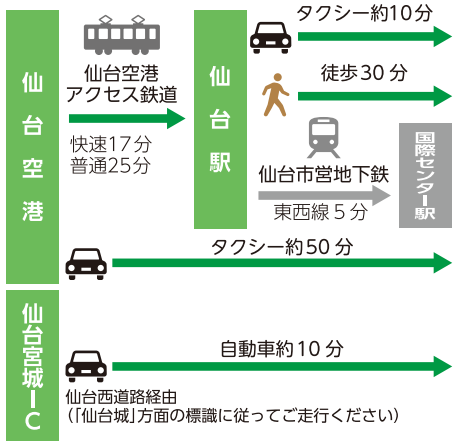 仙台空港
仙台空港
アクセス鉄道
快速17分
普通25分
仙台駅
タクシー約10分
徒歩30分
仙台市営地下鉄
東西線5分
国際センター駅
タクシー約50分
仙台宮城IC
自動車約10分
仙台西道路経由
（「仙台城」方面の標識に従ってご走行ください）